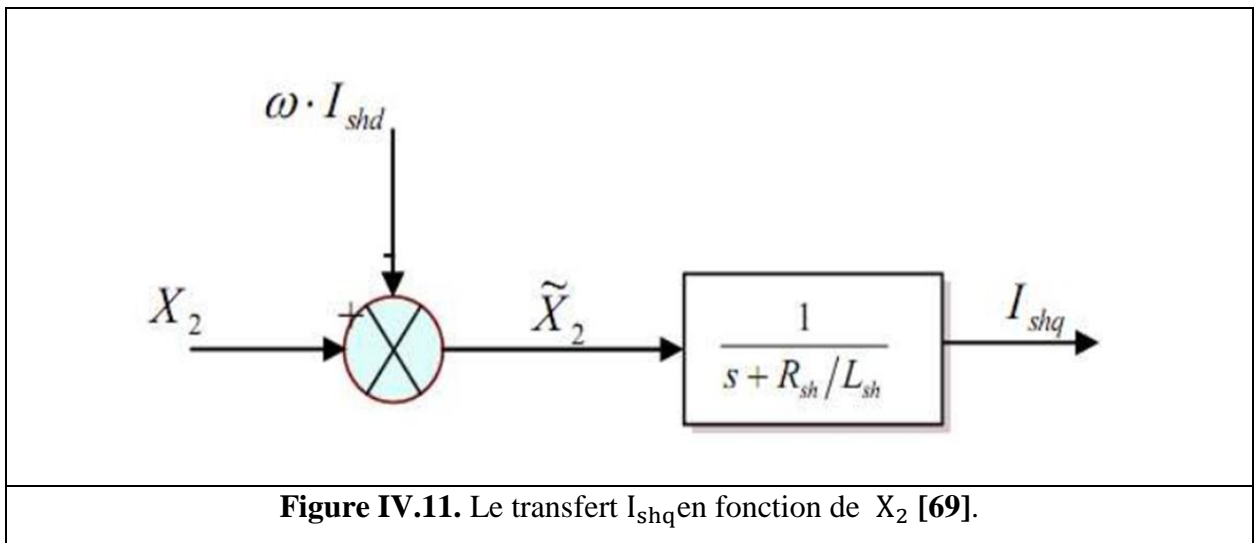 ω · I_shd
-
X_2
+
X̃_2
1
s + R_sh/L_sh
I_shq
Figure IV.11. Le transfert I_shq en fonction de X_2 [69].